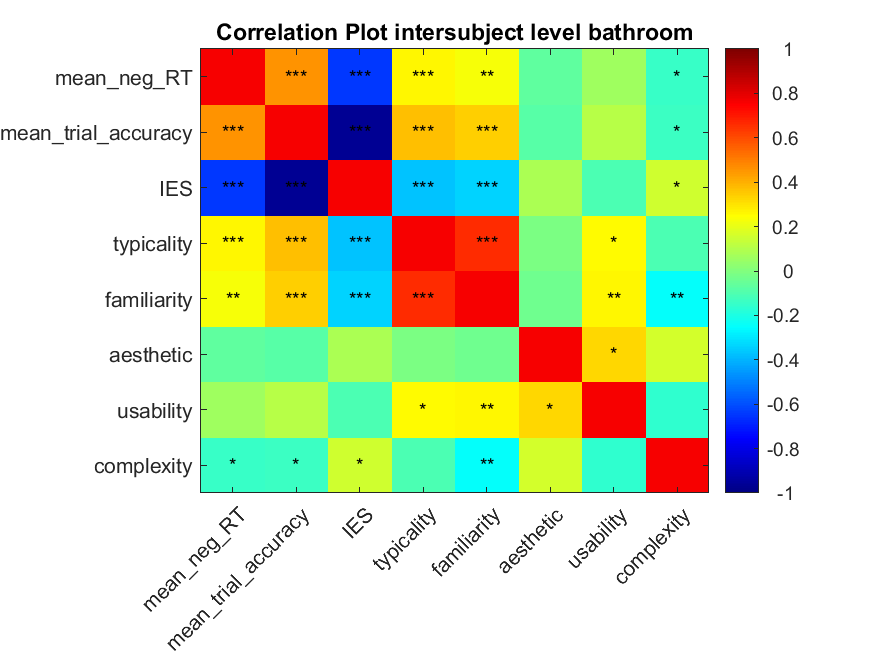 Correlation Plot intersubject level bathroom
mean_neg_RT *** *** *** ** *
mean_trial_accuracy *** *** *** *** *
IES *** *** *** *** *
typicality *** *** *** *** *
familiarity ** *** *** *** ** **
aesthetic *
usability * ** *
complexity * * * **
mean_neg_RT
mean_trial_accuracy
IES
typicality
familiarity
aesthetic
usability
complexity
1
0.8
0.6
0.4
0.2
0
-0.2
-0.4
-0.6
-0.8
-1